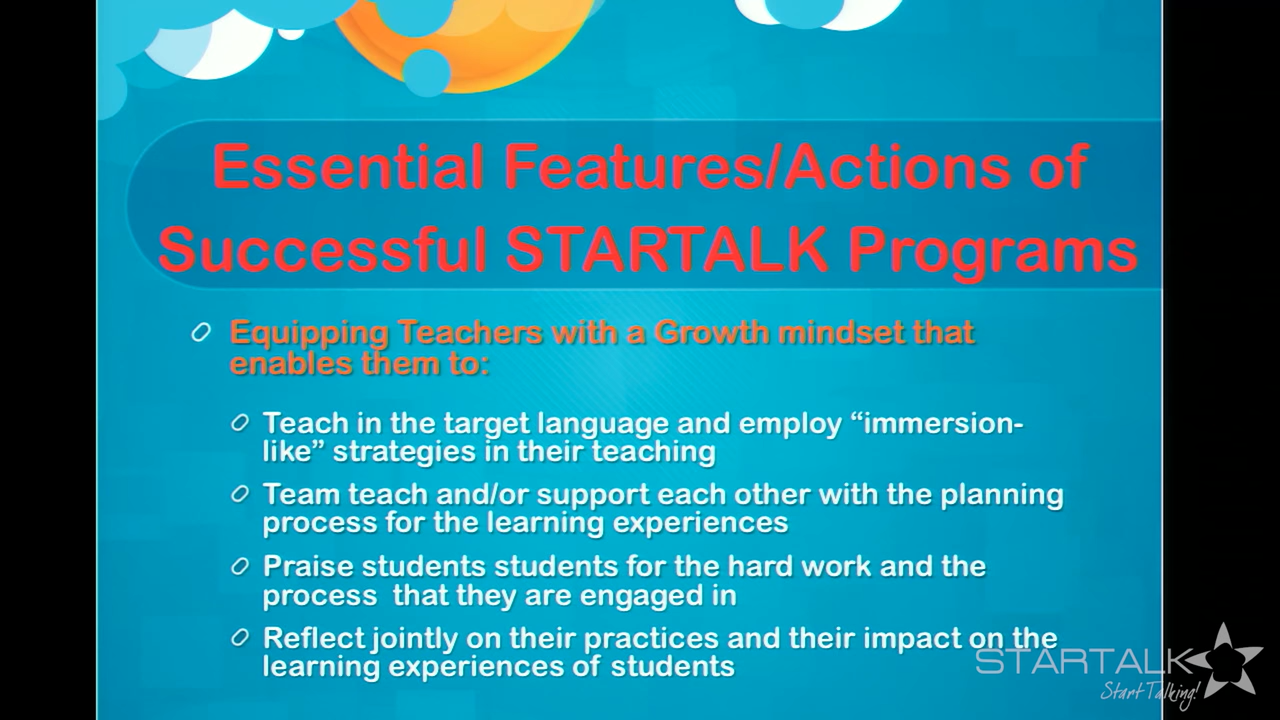 Essential Features/Actions of
Successful STARTALK Programs
Equipping Teachers with a Growth mindset that
enables them to:
Teach in the target language and employ “immersion-
like” strategies in their teaching
Team teach and/or support each other with the planning
process for the learning experiences
Praise students students for the hard work and the
process  that they are engaged in
Reflect jointly on their practices and their impact on the
learning experiences of students
STARTALK
Start Talking!